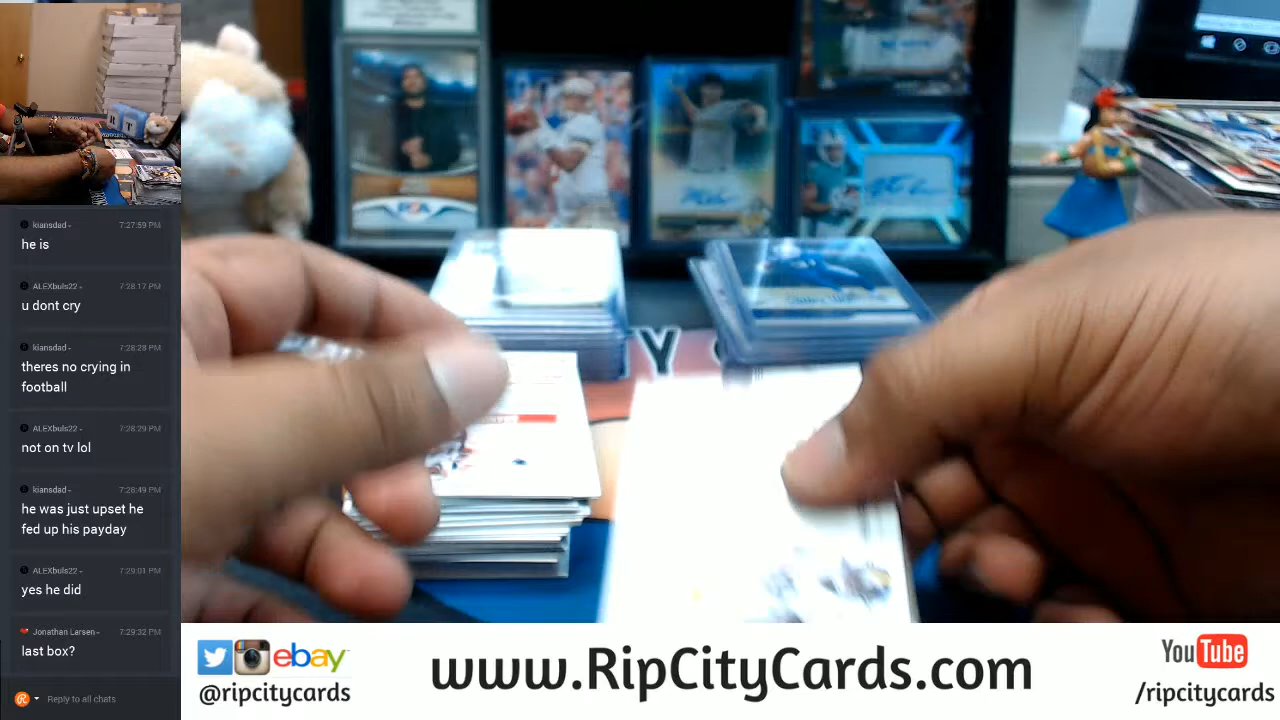 kiansdad- 7:27:59 PM
he is
ALEXbuls22- 7:28:17 PM
u dont cry
kiansdad- 7:28:28 PM
theres no crying in
football
ALEXbuls22- 7:28:29 PM
not on tv lol
kiansdad- 7:28:49 PM
he was just upset he
fed up his payday
ALEXbuls22- 7:29:01 PM
yes he did
Jonathan Larsen- 7:29:32 PM
last box?
Reply to all chats
Y
ebay
@ripcitycards
www.RipCityCards.com
YouTube
/ripcitycards